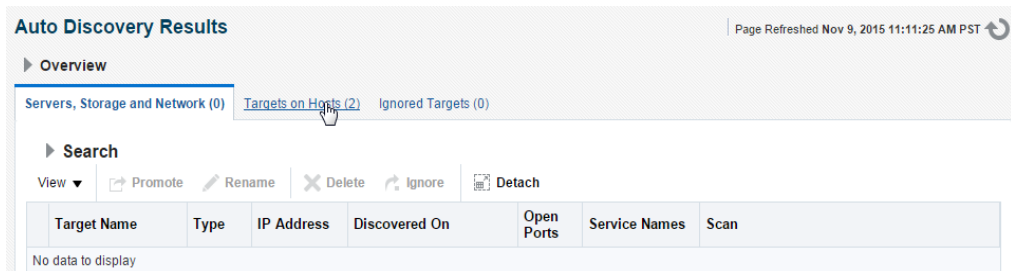 Auto Discovery Results
Page Refreshed Nov 9, 2015 11:11:25 AM PST
Overview
Servers, Storage and Network (0) Targets on Hosts (2) Ignored Targets (0)
Search
View Promote Rename Delete Ignore Detach
Target Name Type IP Address Discovered On Open Ports Service Names Scan
No data to display